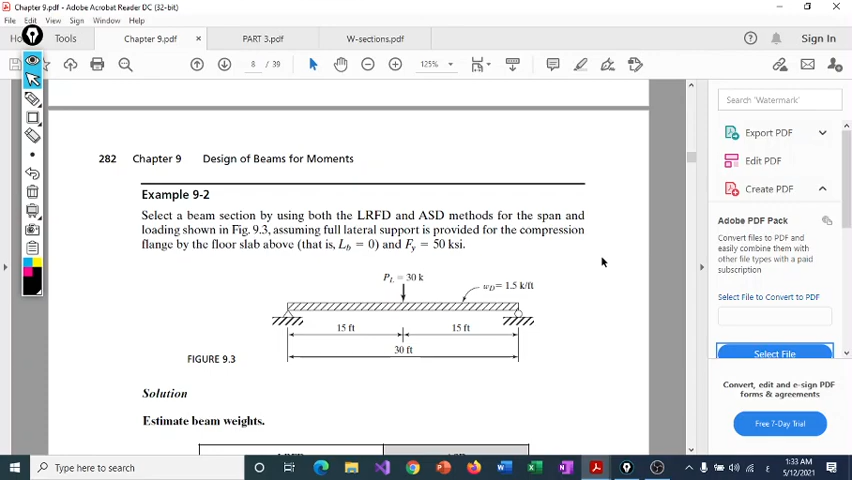 Chapter 9.pdf - Adobe Acrobat Reader DC (32-bit)
File Edit View Sign Window Help
Ho Tools Chapter 9.pdf × PART 3.pdf W-sections.pdf Sign In
8 / 39 125%
Search 'Watermark'
Export PDF
Edit PDF
Create PDF
Adobe PDF Pack
Convert files to PDF and
easily combine them
with other file types with a paid
subscription
Select File to Convert to PDF
Select File
Convert, edit and e-sign PDF
forms & agreements
Free 7-Day Trial
282 Chapter 9 Design of Beams for Moments
Example 9-2
Select a beam section by using both the LRFD and ASD methods for the span and
loading shown in Fig. 9.3, assuming full lateral support is provided for the compression
flange by the floor slab above (that is, L_b = 0) and F_y = 50 ksi.
P_L = 30 k
w_D = 1.5 k/ft
15 ft 15 ft
30 ft
FIGURE 9.3
Solution
Estimate beam weights.
LRFD ASD
Type here to search
1:33 AM
5/12/2021